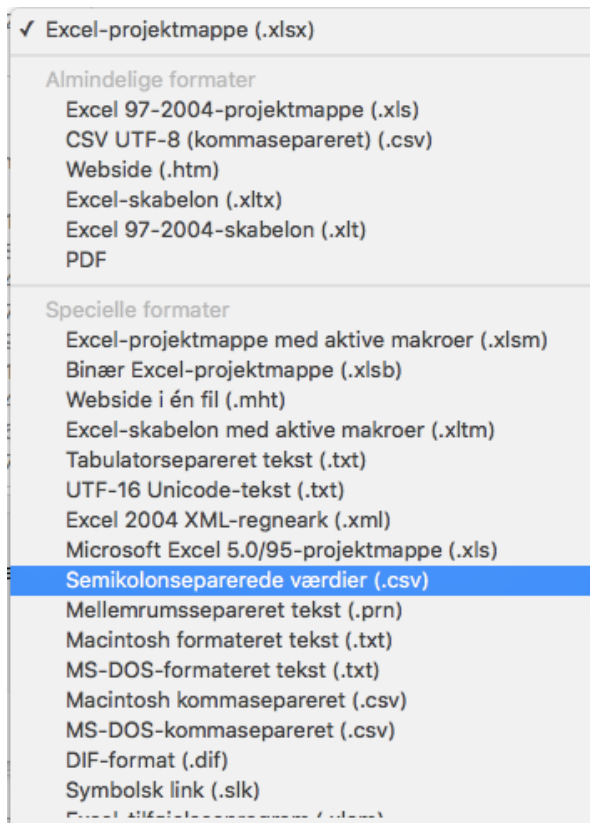 Excel-projektmappe (.xlsx)
Almindelige formater
Excel 97-2004-projektmappe (.xls)
CSV UTF-8 (kommasepareret) (.csv)
Webside (.htm)
Excel-skabelon (.xltx)
Excel 97-2004-skabelon (.xlt)
PDF
Specielle formater
Excel-projektmappe med aktive makroer (.xlsm)
Binær Excel-projektmappe (.xlsb)
Webside i én fil (.mht)
Excel-skabelon med aktive makroer (.xltm)
Tabulatorsepareret tekst (.txt)
UTF-16 Unicode-tekst (.txt)
Excel 2004 XML-regneark (.xml)
Microsoft Excel 5.0/95-projektmappe (.xls)
Semikolonseparerede værdier (.csv)
Mellemrumssepareret tekst (.prn)
Macintosh formateret tekst (.txt)
MS-DOS-formateret tekst (.txt)
Macintosh kommasepareret (.csv)
MS-DOS-kommasepareret (.csv)
DIF-format (.dif)
Symbolsk link (.slk)